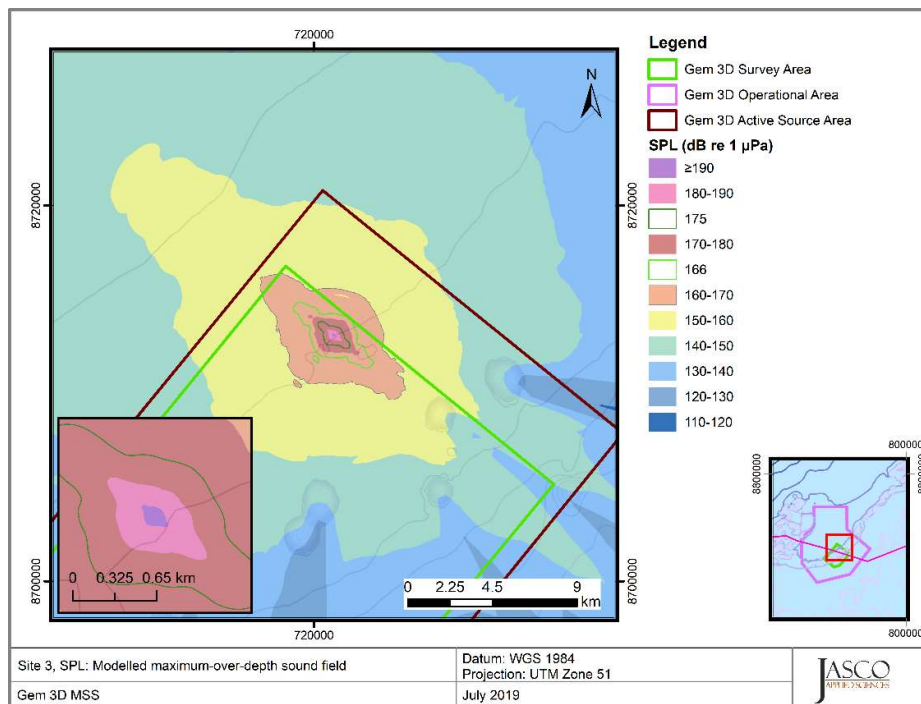 720000
N
8720000
8720000
8700000
8700000
0 0.325 0.65 km
0 2.25 4.5 9
km
720000
Legend
Gem 3D Survey Area
Gem 3D Operational Area
Gem 3D Active Source Area
SPL (dB re 1 µPa)
≥190
180-190
175
170-180
166
160-170
150-160
140-150
130-140
120-130
110-120
800000
8800000
800000
Site 3, SPL: Modelled maximum-over-depth sound field
Datum: WGS 1984
Projection: UTM Zone 51
Gem 3D MSS
July 2019
JASCO
APPLIED SCIENCES